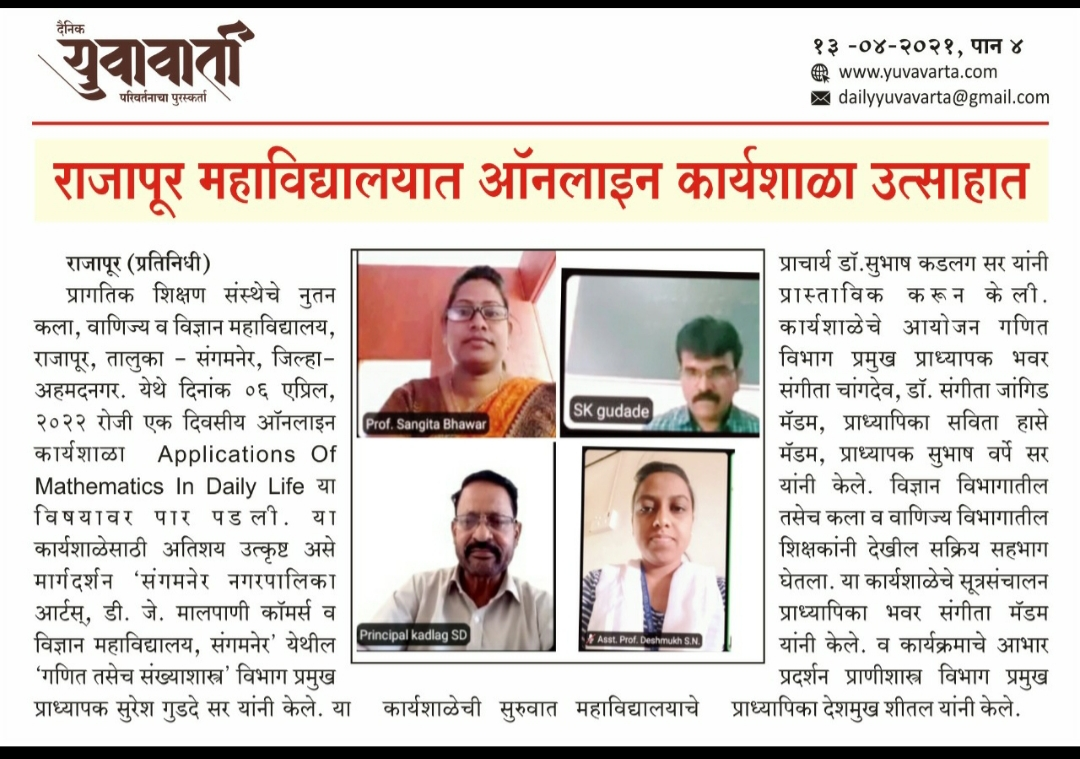 दैनिक
युवावार्ता
परिवर्तनाचा पुरस्कर्ता
१३ -०४-२०२१, पान ४
www.yuvavarta.com
dailyyuvavarta@gmail.com
राजापूर महाविद्यालयात ऑनलाइन कार्यशाळा उत्साहात
राजापूर (प्रतिनिधी)
प्रागतिक शिक्षण संस्थेचे नुतन
कला, वाणिज्य व विज्ञान महाविद्यालय,
राजापूर, तालुका – संगमनेर, जिल्हा–
अहमदनगर. येथे दिनांक ०६ एप्रिल,
२०२२ रोजी एक दिवसीय ऑनलाइन
कार्यशाळा Applications Of
Mathematics In Daily Life या
विषयावर पार पडली. या
कार्यशाळेसाठी अतिशय उत्कृष्ट असे
मार्गदर्शन ‘संगमनेर नगरपालिका
आर्टस्, डी. जे. मालपाणी कॉमर्स व
विज्ञान महाविद्यालय, संगमनेर’ येथील
‘गणित तसेच संख्याशास्त्र’ विभाग प्रमुख
प्राध्यापक सुरेश गुडदे सर यांनी केले. या
Prof. Sangita Bhawar
SK gudade
Principal kadlag SD
Asst. Prof. Deshmukh S.N.
कार्यशाळेची सुरुवात महाविद्यालयाचे
प्राचार्य डॉ.सुभाष कडलग सर यांनी
प्रास्ताविक करून केली.
कार्यशाळेचे आयोजन गणित
विभाग प्रमुख प्राध्यापक भवर
संगीता चांगदेव, डॉ. संगीता जांगिड
मॅडम, प्राध्यापिका सविता हासे
मॅडम, प्राध्यापक सुभाष वर्पे सर
यांनी केले. विज्ञान विभागातील
तसेच कला व वाणिज्य विभागातील
शिक्षकांनी देखील सक्रिय सहभाग
घेतला. या कार्यशाळेचे सूत्रसंचालन
प्राध्यापिका भवर संगीता मॅडम
यांनी केले. व कार्यक्रमाचे आभार
प्रदर्शन प्राणीशास्त्र विभाग प्रमुख
प्राध्यापिका देशमुख शीतल यांनी केले.